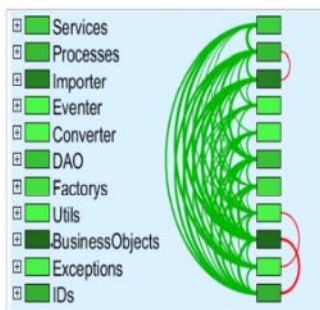 Services
Processes
Importer
Eventer
Converter
DAO
Factorys
Utils
BusinessObjects
Exceptions
IDs